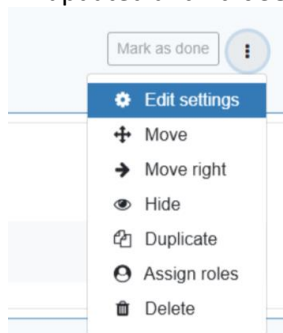 Mark as done
Edit settings
Move
Move right
Hide
Duplicate
Assign roles
Delete